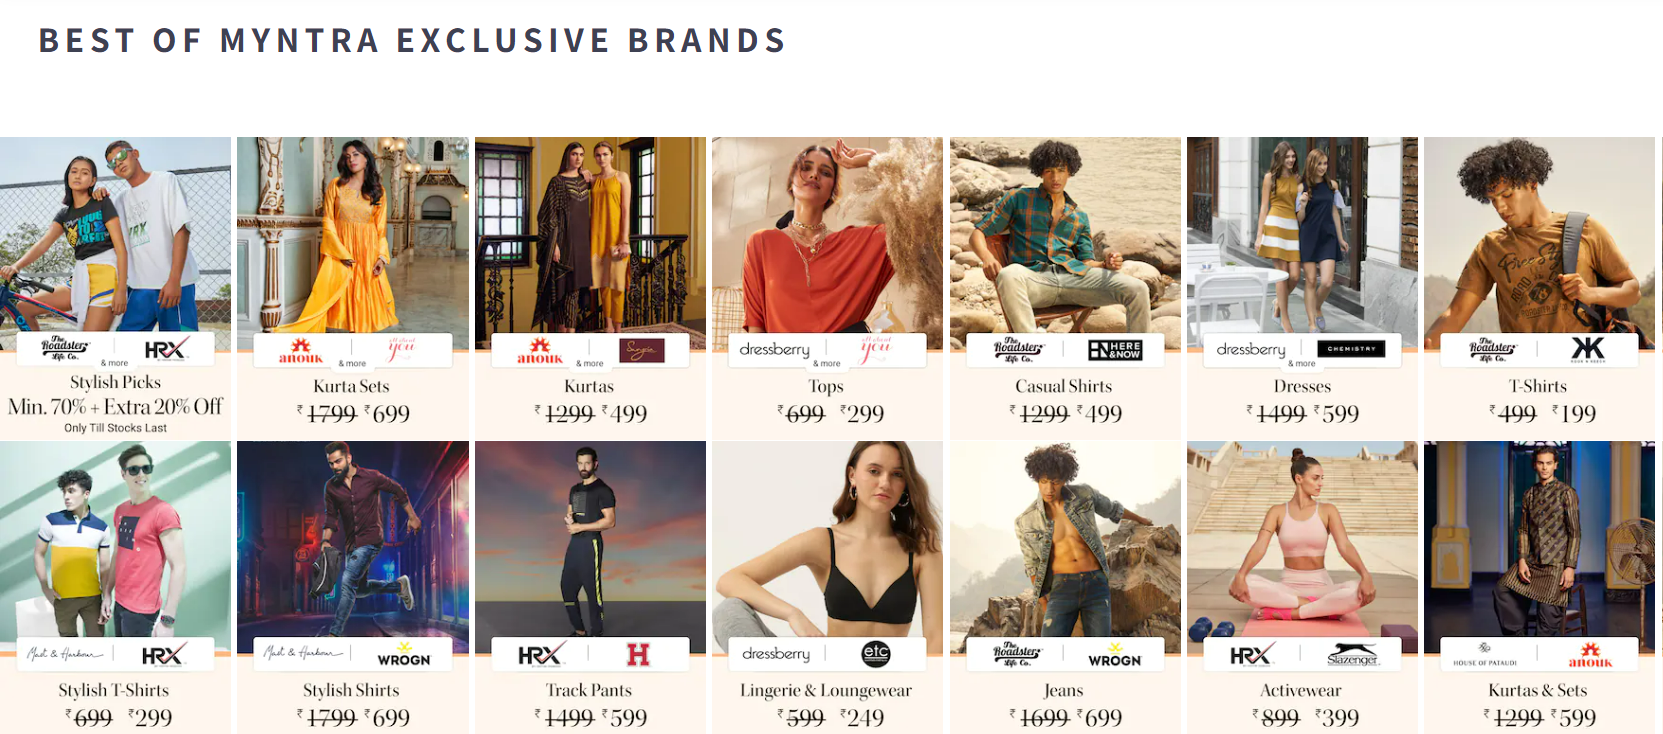 BEST OF MYNTRA EXCLUSIVE BRANDS
The Roadster Life Co. | HRX
& more
Stylish Picks
Min. 70% + Extra 20% Off
Only Till Stocks Last
anouk | all about you
& more
Kurta Sets
₹1799 ₹699
anouk | Sangria
& more
Kurtas
₹1299 ₹499
dressberry | all about you
& more
Tops
₹699 ₹299
The Roadster Life Co. | HERE & NOW
Casual Shirts
₹1299 ₹499
dressberry | CHEMISTRY
& more
Dresses
₹1499 ₹599
The Roadster Life Co. | KOOK N KEECH
T-Shirts
₹499 ₹199
Mast & Harbour | HRX
Stylish T-Shirts
₹699 ₹299
Mast & Harbour | WROGN
Stylish Shirts
₹1799 ₹699
HRX | H
Track Pants
₹1499 ₹599
dressberry | etc
Lingerie & Loungewear
₹599 ₹249
The Roadster Life Co. | WROGN
Jeans
₹1699 ₹699
HRX | Slazenger
Activewear
₹899 ₹399
HOUSE OF PATAUDI | anouk
Kurtas & Sets
₹1299 ₹599